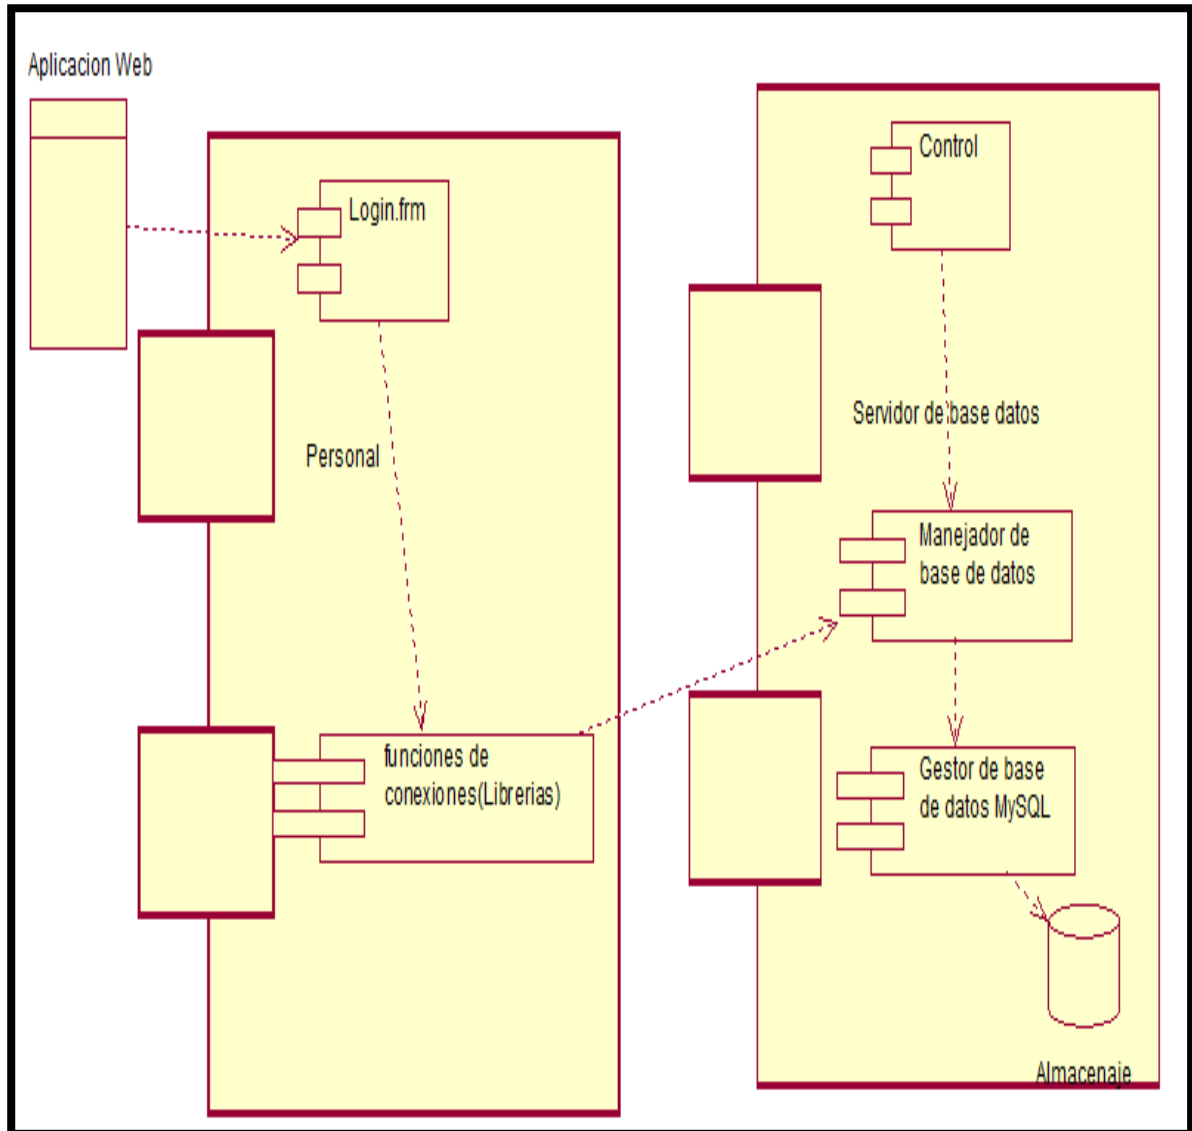 Aplicacion Web
Login.frm
Personal
funciones de
conexiones(Librerias)
Control
Servidor de base datos
Manejador de
base de datos
Gestor de base
de datos MySQL
Almacenaje